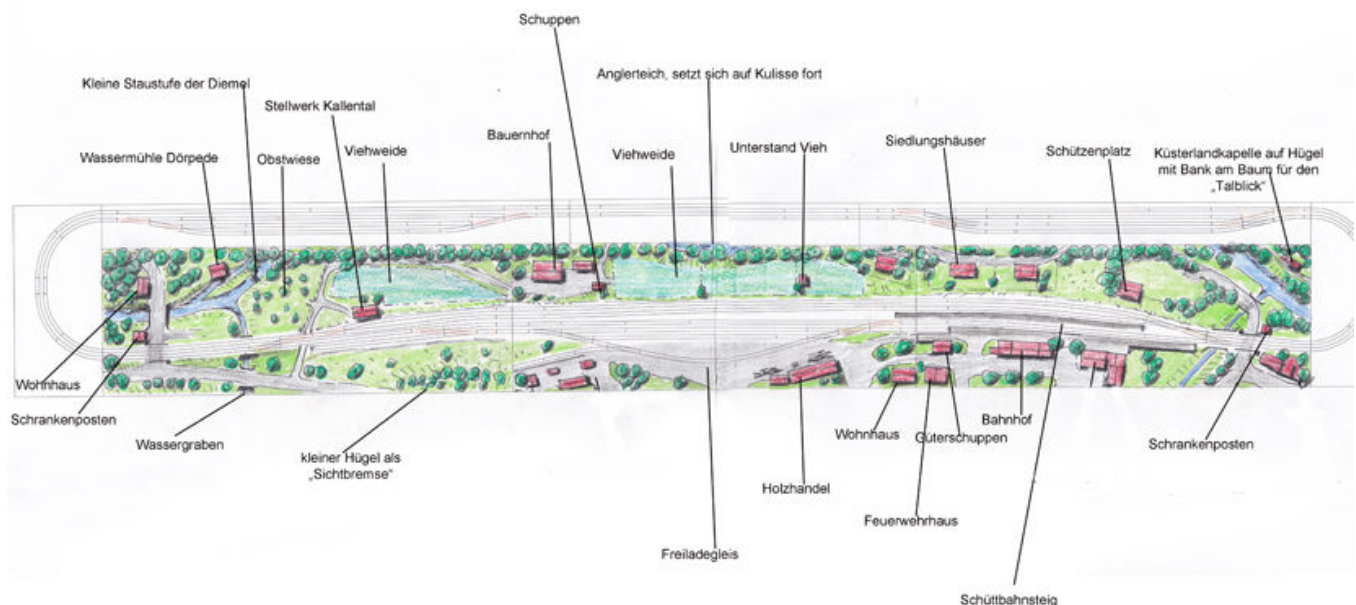 Schuppen
Kleine Staustufe der Diemel
Anglerteich, setzt sich auf Kulisse fort
Stellwerk Kallental
Bauernhof
Wassermühle Dörpede
Obstwiese
Viehweide
Viehweide
Unterstand Vieh
Siedlungshäuser
Schützenplatz
Küsterlandkapelle auf Hügel
mit Bank am Baum für den
„Talblick“
Wohnhaus
Schrankenposten
Wassergraben
kleiner Hügel als
„Sichtbremse“
Freiladegleis
Holzhandel
Wohnhaus
Feuerwehrhaus
Güterschuppen
Bahnhof
Schüttbahnsteig
Schrankenposten